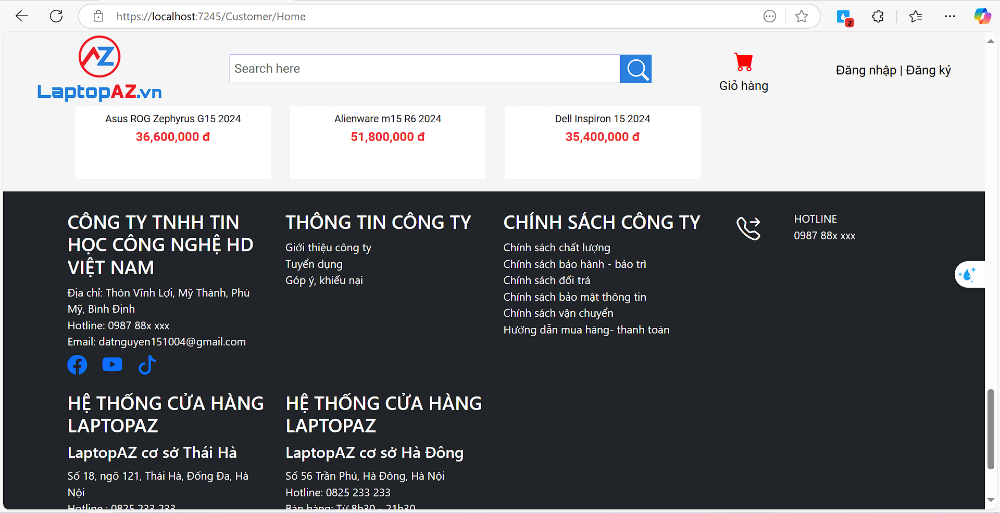 https://localhost:7245/Customer/Home
2
AZ
LaptopAZ.vn
Search here
Giỏ hàng
Đăng nhập | Đăng ký
Asus ROG Zephyrus G15 2024
36,600,000 đ
Alienware m15 R6 2024
51,800,000 đ
Dell Inspiron 15 2024
35,400,000 đ
CÔNG TY TNHH TIN
HỌC CÔNG NGHỆ HD
VIỆT NAM
Địa chỉ: Thôn Vĩnh Lợi, Mỹ Thành, Phù
Mỹ, Bình Định
Hotline: 0987 88x xxx
Email: datnguyen151004@gmail.com
THÔNG TIN CÔNG TY
Giới thiệu công ty
Tuyển dụng
Góp ý, khiếu nại
CHÍNH SÁCH CÔNG TY
Chính sách chất lượng
Chính sách bảo hành - bảo trì
Chính sách đổi trả
Chính sách bảo mật thông tin
Chính sách vận chuyển
Hướng dẫn mua hàng- thanh toán
HOTLINE
0987 88x xxx
HỆ THỐNG CỬA HÀNG
LAPTOPAZ
LaptopAZ cơ sở Thái Hà
Số 18, ngõ 121, Thái Hà, Đống Đa, Hà
Nội
Hotline : 0825 233 233
HỆ THỐNG CỬA HÀNG
LAPTOPAZ
LaptopAZ cơ sở Hà Đông
Số 56 Trần Phú, Hà Đông, Hà Nội
Hotline: 0825 233 233
Bán hàng: Từ 8h30 - 21h30